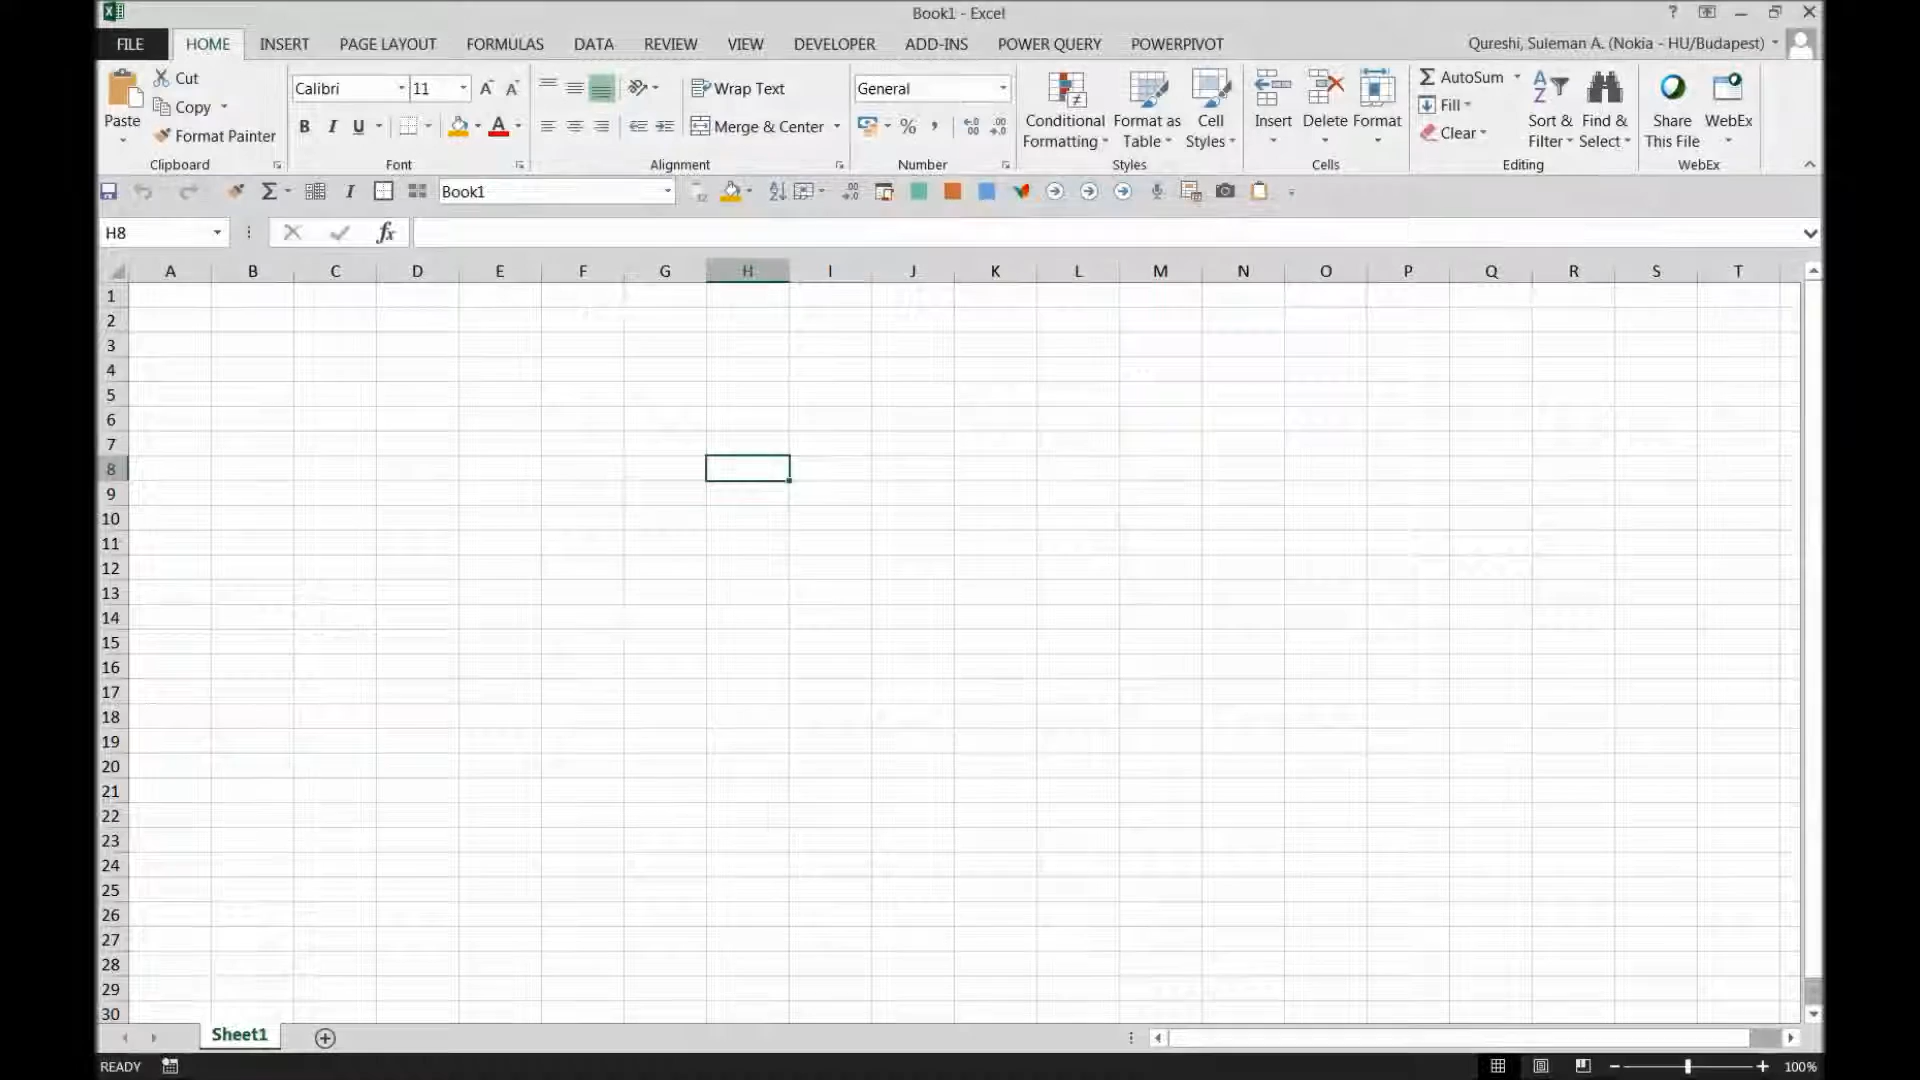 Book1 - Excel
?
FILE HOME INSERT PAGE LAYOUT FORMULAS DATA REVIEW VIEW DEVELOPER ADD-INS POWER QUERY POWERPIVOT Qureshi, Suleman A. (Nokia - HU/Budapest)
Paste
Cut
Copy
Format Painter
Clipboard
Calibri 11
B I U
Font
Wrap Text
Merge & Center
Alignment
General
%
Number
Conditional Formatting
Format as Table
Cell Styles
Styles
Insert
Delete
Format
Cells
AutoSum
Fill
Clear
Sort & Filter
Find & Select
Editing
Share This File
WebEx
WebEx
Book1
H8
fx
A B C D E F G H I J K L M N O P Q R S T
1
2
3
4
5
6
7
8
9
10
11
12
13
14
15
16
17
18
19
20
21
22
23
24
25
26
27
28
29
30
Sheet1
READY
100%